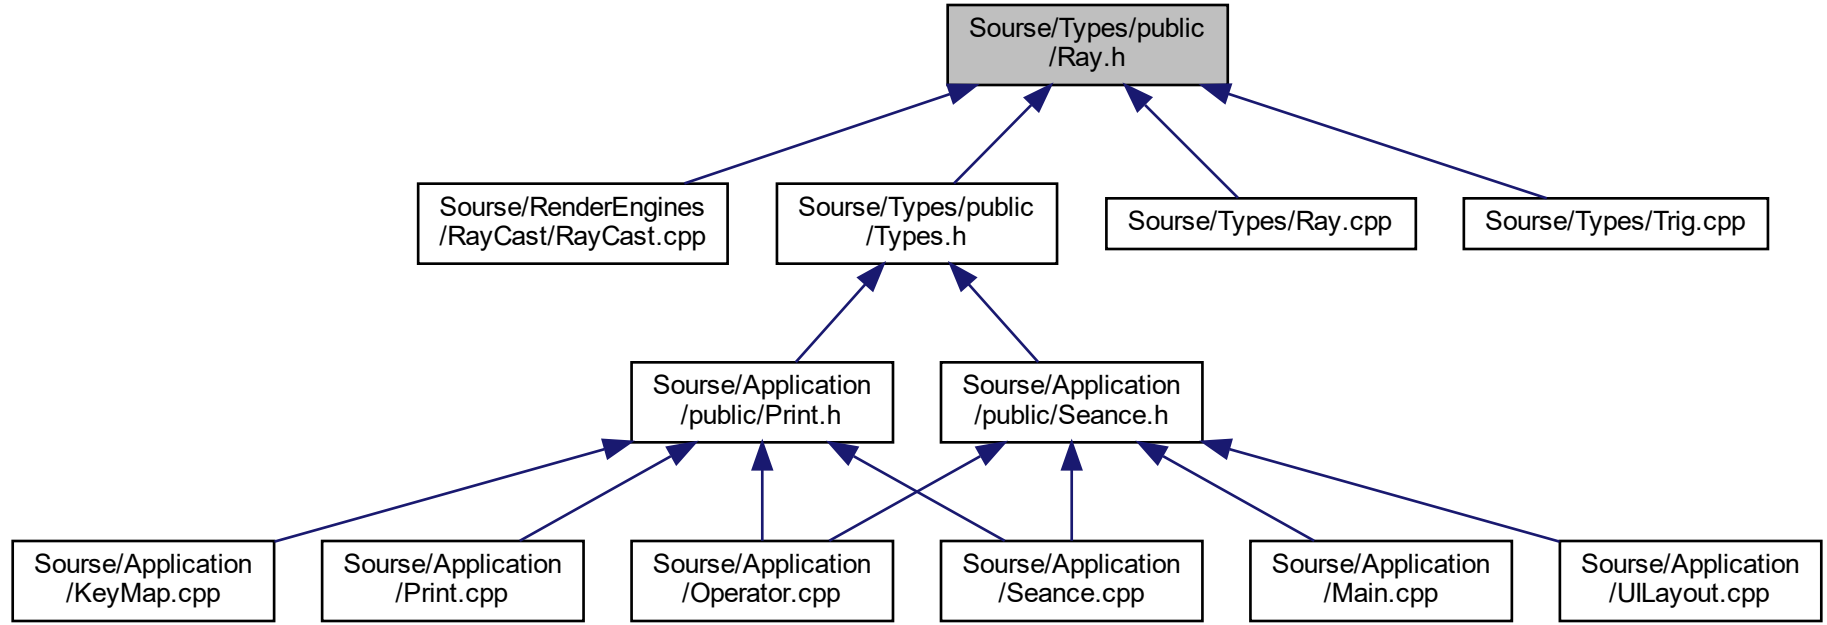 Sourse/Types/public
/Ray.h
Sourse/RenderEngines
/RayCast/RayCast.cpp
Sourse/Types/public
/Types.h
Sourse/Types/Ray.cpp
Sourse/Types/Trig.cpp
Sourse/Application
/public/Print.h
Sourse/Application
/public/Seance.h
Sourse/Application
/KeyMap.cpp
Sourse/Application
/Print.cpp
Sourse/Application
/Operator.cpp
Sourse/Application
/Seance.cpp
Sourse/Application
/Main.cpp
Sourse/Application
/UILayout.cpp